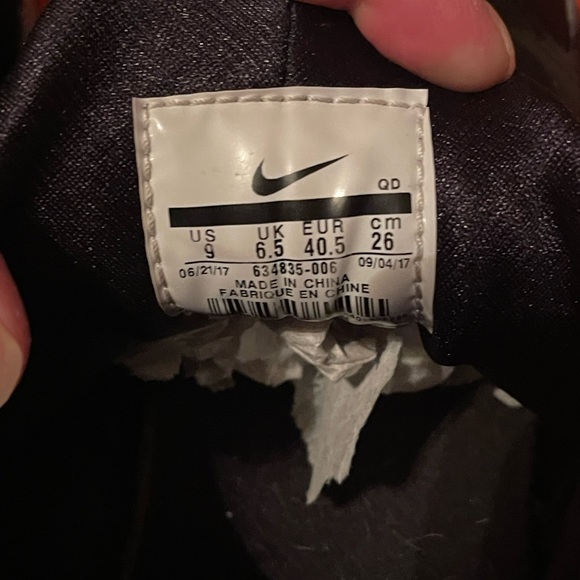 QD
US UK EUR cm
9 6.5 40.5 26
06/21/17 634835-006 09/04/17
MADE IN CHINA
FABRIQUE EN CHINE